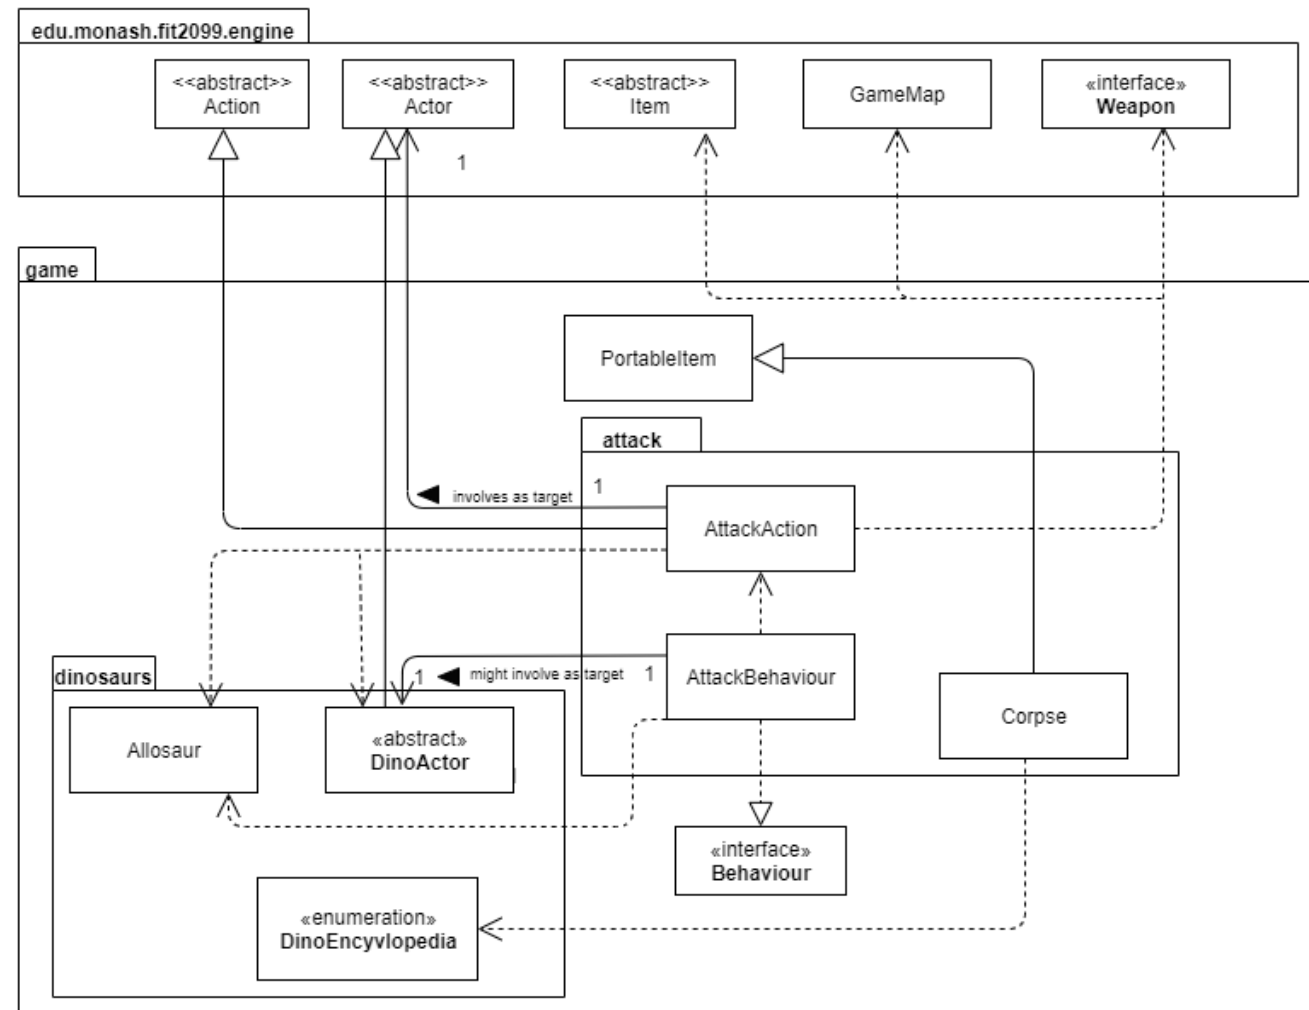 edu.monash.fit2099.engine
<<abstract>>
Action
<<abstract>>
Actor
<<abstract>>
Item
GameMap
«interface»
Weapon
1
game
PortableItem
attack
involves as target
1
AttackAction
dinosaurs
1
might involve as target
1
AttackBehaviour
Allosaur
«abstract»
DinoActor
Corpse
«interface»
Behaviour
«enumeration»
DinoEncyvlopedia